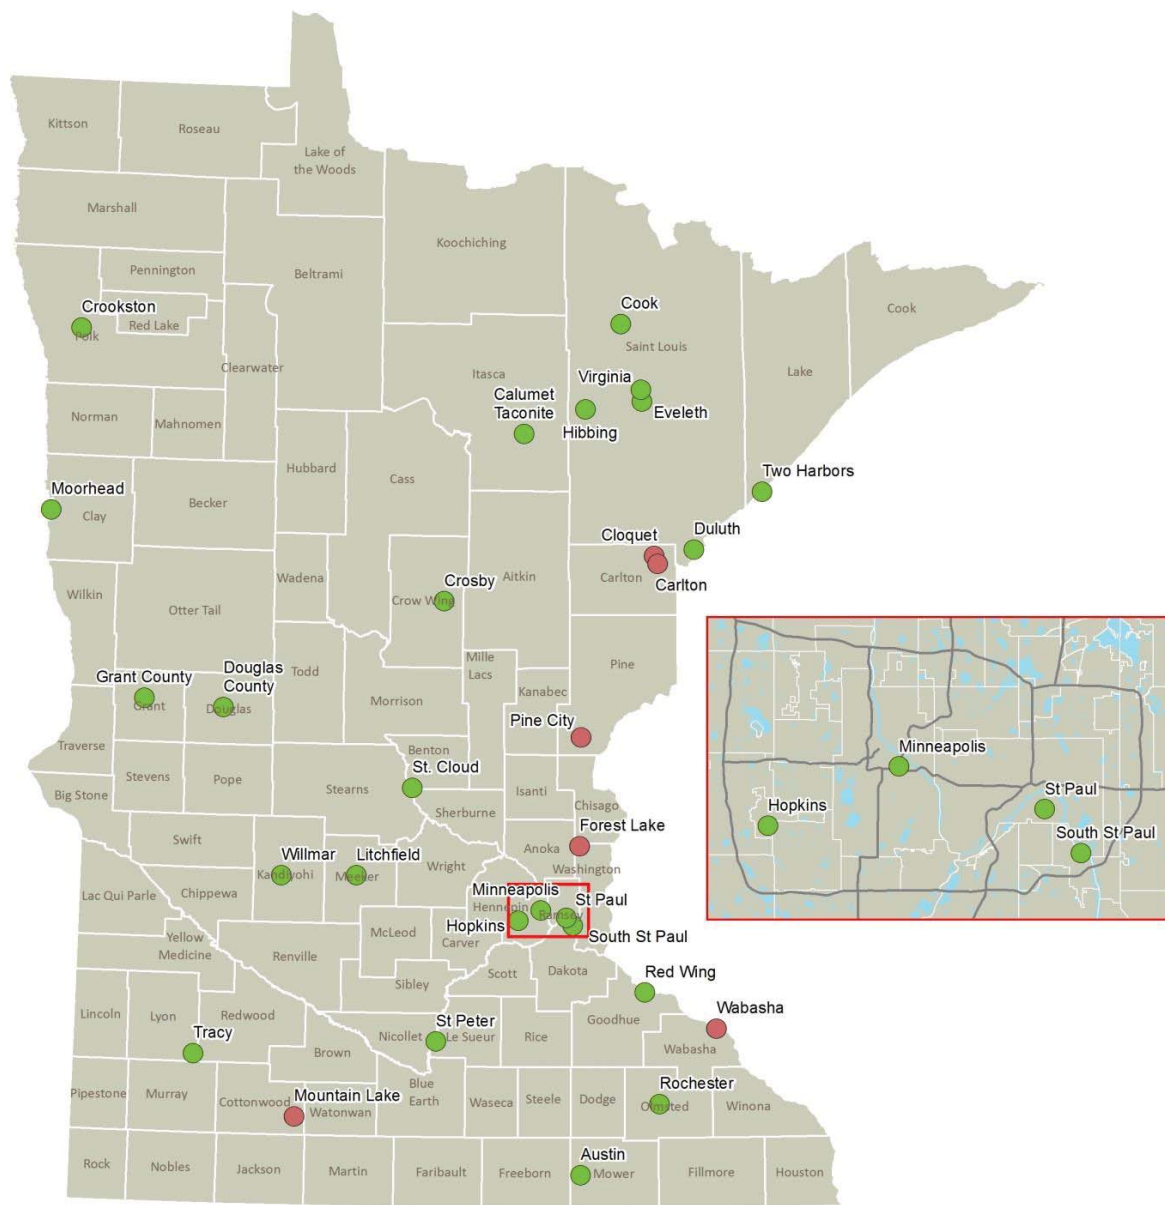 Kittson
Roseau
Lake of
the Woods
Marshall
Koochiching
Pennington
Beltrami
Crookston
Red Lake
Polk
Cook
Saint Louis
Cook
Lake
Clearwater
Itasca
Virginia
Calumet
Taconite
Eveleth
Hibbing
Norman
Mahnomen
Hubbard
Cass
Two Harbors
Moorhead
Clay
Becker
Duluth
Cloquet
Carlton
Carlton
Wadena
Aitkin
Crosby
Crow Wing
Wilkin
Otter Tail
Grant County
Grant
Douglas
County
Douglas
Todd
Mille
Lacs
Pine
Morrison
Kanabec
Pine City
Traverse
Benton
Stevens
Pope
Stearns
St. Cloud
Isanti
Big Stone
Sherburne
Chisago
Swift
Forest Lake
Anoka
Washington
Willmar
Kandiyohi
Litchfield
Meeker
Wright
Lac Qui Parle
Chippewa
Minneapolis
Hennepin
St Paul
Ramsey
Hopkins
South St Paul
McLeod
Carver
Yellow
Medicine
Renville
Scott
Dakota
Red Wing
Sibley
Wabasha
Lincoln
Lyon
Redwood
Tracy
St Peter
Nicollet
Le Sueur
Rice
Goodhue
Wabasha
Brown
Pipestone
Murray
Cottonwood
Mountain Lake
Watonwan
Blue
Earth
Waseca
Steele
Dodge
Rochester
Olmsted
Winona
Rock
Nobles
Jackson
Martin
Faribault
Freeborn
Austin
Mower
Fillmore
Houston
Minneapolis
Hopkins
St Paul
South St Paul